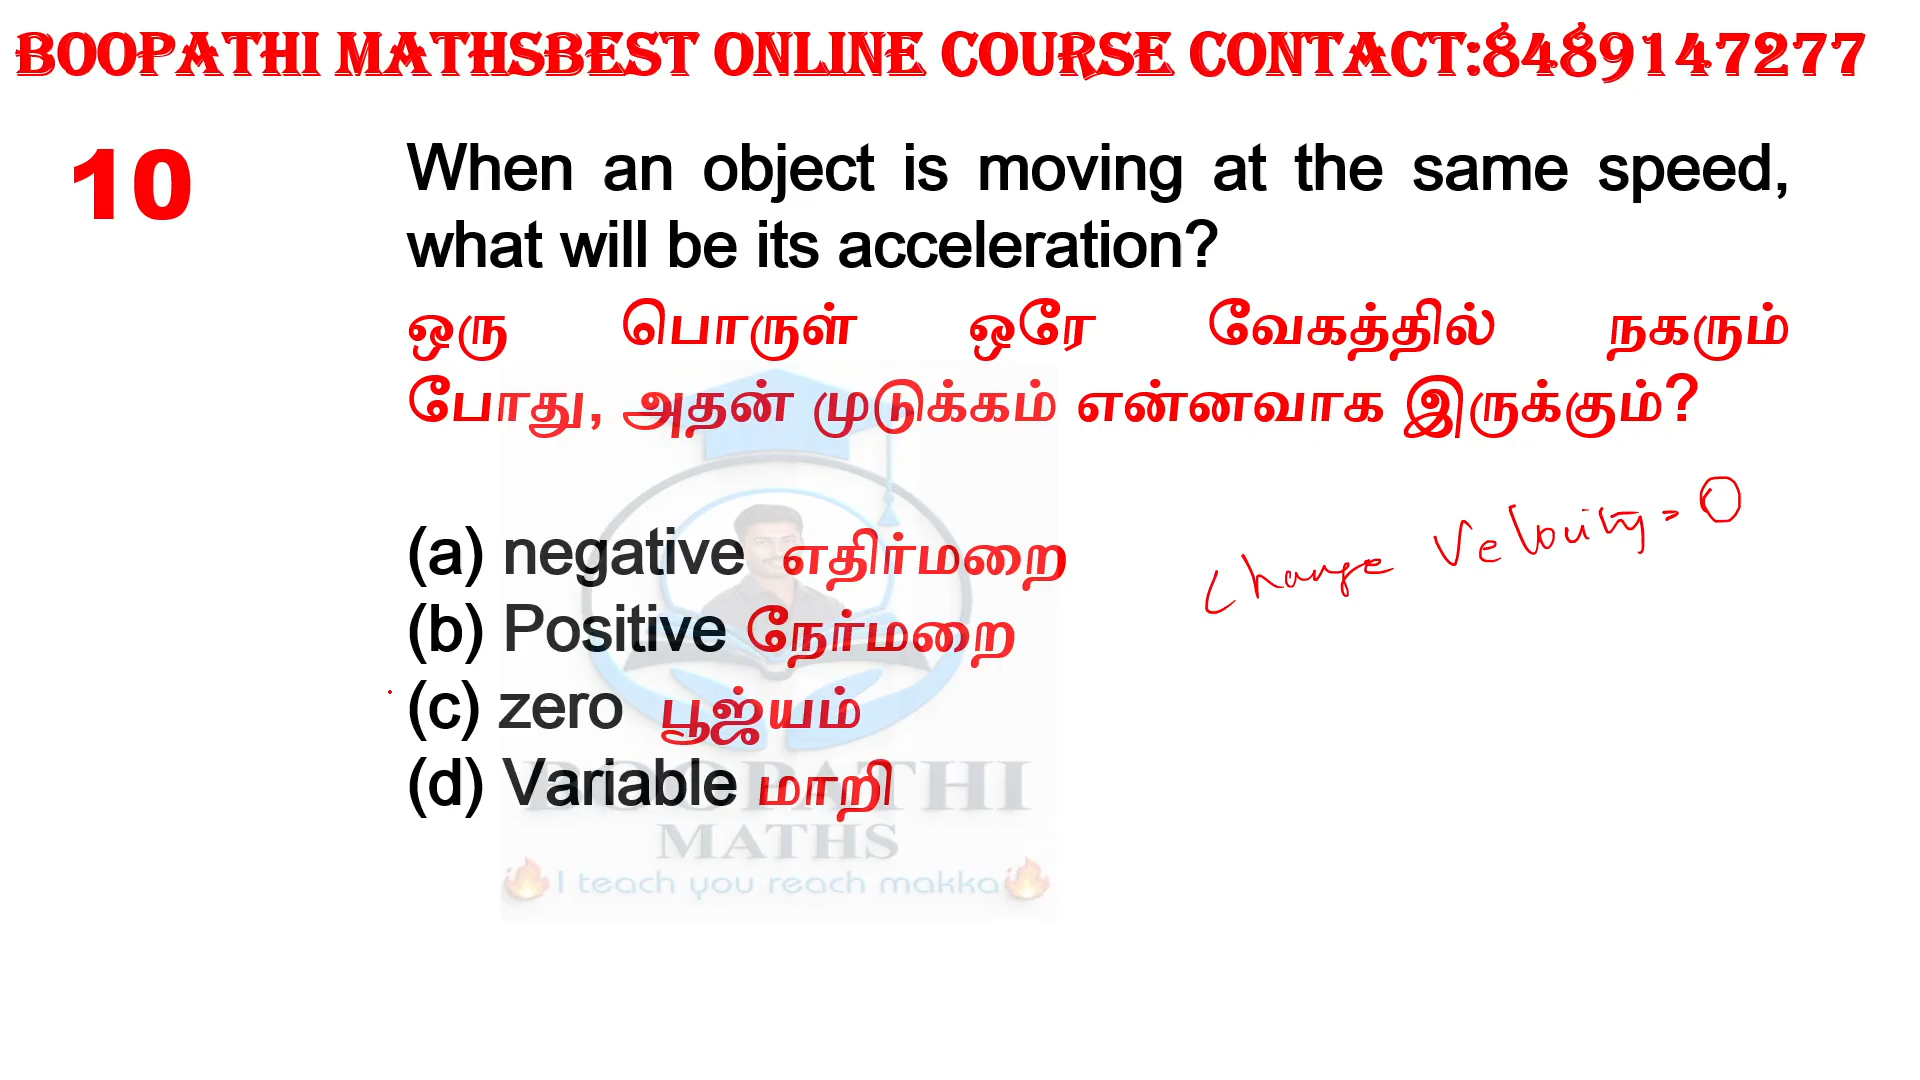 BOOPATHI MATHSBEST ONLINE COURSE CONTACT:8489147277
10
When an object is moving at the same speed,
what will be its acceleration?
ஒரு பொருள் ஒரே வேகத்தில் நகரும்
போது, அதன் முடுக்கம் என்னவாக இருக்கும்?
Change Velocity = 0
(a) negative எதிர்மறை
(b) Positive நேர்மறை
(c) zero பூஜ்யம்
(d) Variable மாறி
BOOPATHI
MATHS
I teach you reach makka